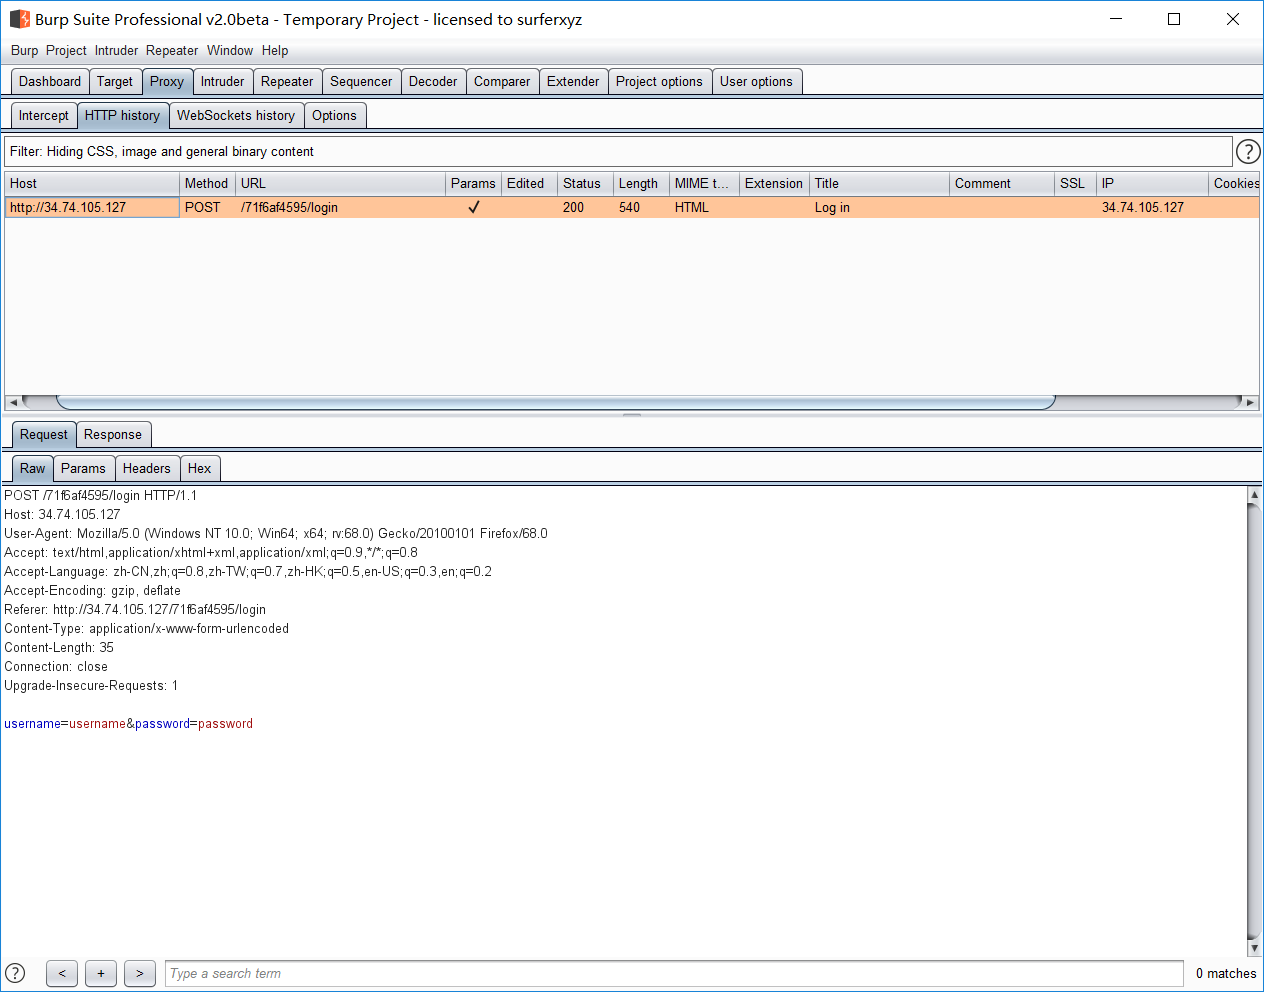 Burp Suite Professional v2.0beta - Temporary Project - licensed to surferxyz
Burp Project Intruder Repeater Window Help
Dashboard Target Proxy Intruder Repeater Sequencer Decoder Comparer Extender Project options User options
Intercept HTTP history WebSockets history Options
Filter: Hiding CSS, image and general binary content ?
Host Method URL Params Edited Status Length MIME t... Extension Title Comment SSL IP Cookies
http://34.74.105.127 POST /71f6af4595/login ✓ 200 540 HTML Log in 34.74.105.127
Request Response
Raw Params Headers Hex
POST /71f6af4595/login HTTP/1.1
Host: 34.74.105.127
User-Agent: Mozilla/5.0 (Windows NT 10.0; Win64; x64; rv:68.0) Gecko/20100101 Firefox/68.0
Accept: text/html,application/xhtml+xml,application/xml;q=0.9,*/*;q=0.8
Accept-Language: zh-CN,zh;q=0.8,zh-TW;q=0.7,zh-HK;q=0.5,en-US;q=0.3,en;q=0.2
Accept-Encoding: gzip, deflate
Referer: http://34.74.105.127/71f6af4595/login
Content-Type: application/x-www-form-urlencoded
Content-Length: 35
Connection: close
Upgrade-Insecure-Requests: 1
username=username&password=password
? < + > Type a search term 0 matches